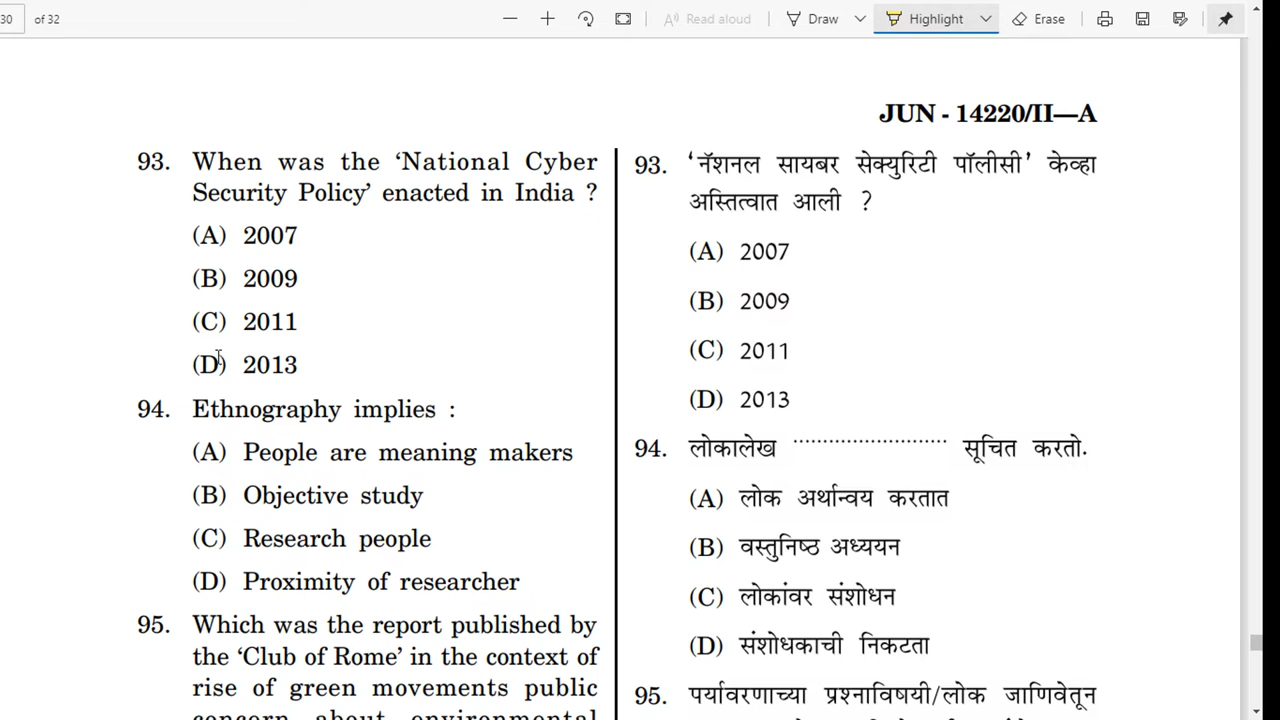 30 of 32
Read aloud
Draw
Highlight
Erase
JUN - 14220/II—A
93. When was the ‘National Cyber
Security Policy’ enacted in India ?
(A) 2007
(B) 2009
(C) 2011
(D) 2013
94. Ethnography implies :
(A) People are meaning makers
(B) Objective study
(C) Research people
(D) Proximity of researcher
95. Which was the report published by
the ‘Club of Rome’ in the context of
rise of green movements public
concern about environmental
93. ‘नॅशनल सायबर सेक्युरिटी पॉलीसी’ केव्हा
अस्तित्वात आली ?
(A) 2007
(B) 2009
(C) 2011
(D) 2013
94. लोकालेख .......................... सूचित करतो.
(A) लोक अर्थान्वय करतात
(B) वस्तुनिष्ठ अध्ययन
(C) लोकांवर संशोधन
(D) संशोधकाची निकटता
95. पर्यावरणाच्या प्रश्नाविषयी/लोक जाणिवेतून